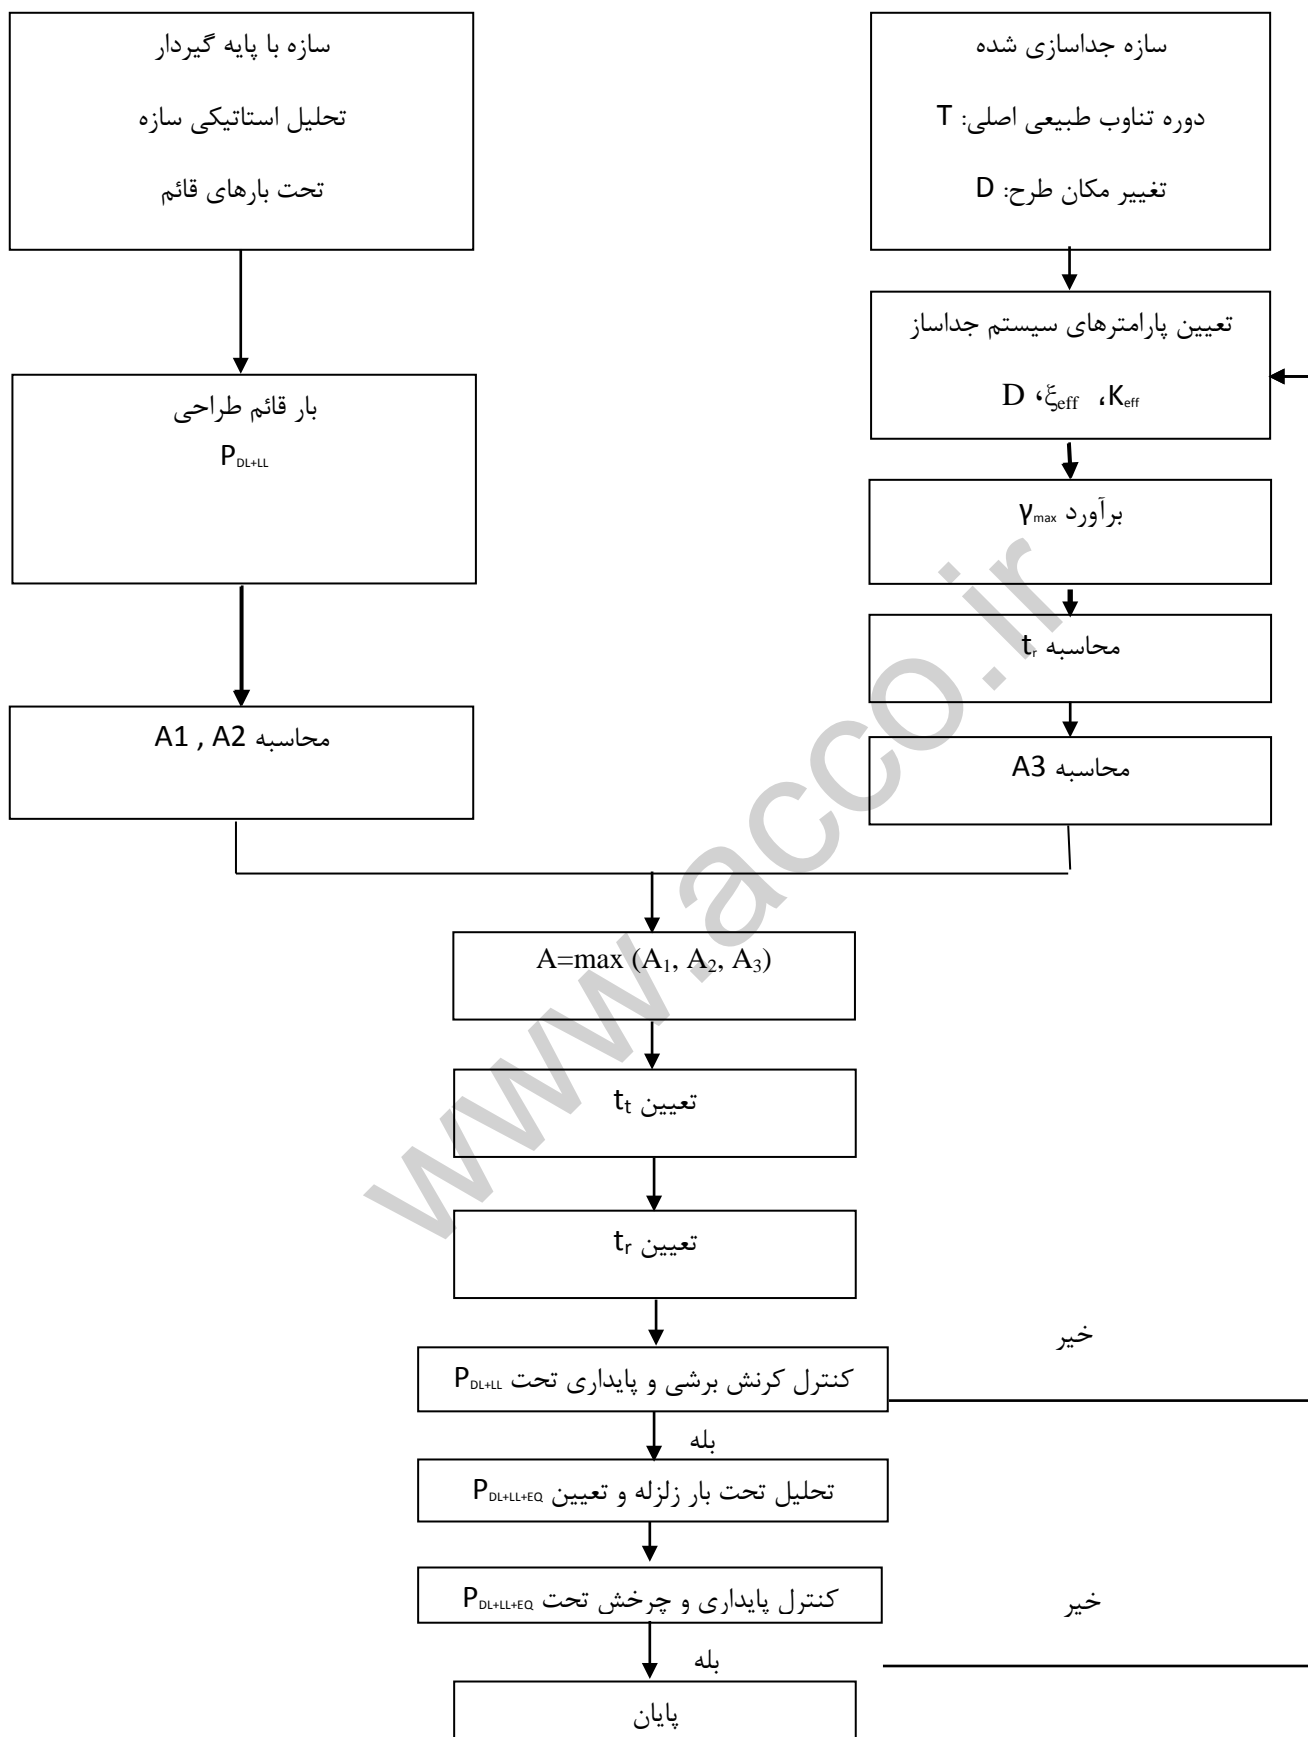 سازه جداسازی شده
دوره تناوب طبیعی اصلی: T
تغییر مکان طرح: D
تعیین پارامترهای سیستم جداساز
D ،ξeff ،Keff
برآورد γmax
محاسبه tr
محاسبه A3
سازه با پایه گیردار
تحلیل استاتیکی سازه
تحت بارهای قائم
بار قائم طراحی
PDL+LL
محاسبه A1 , A2
A=max (A1, A2, A3)
تعیین tt
تعیین tr
خیر
کنترل کرنش برشی و پایداری تحت PDL+LL
بله
تحلیل تحت بار زلزله و تعیین PDL+LL+EQ
کنترل پایداری و چرخش تحت PDL+LL+EQ
خیر
بله
پایان
www.acco.ir